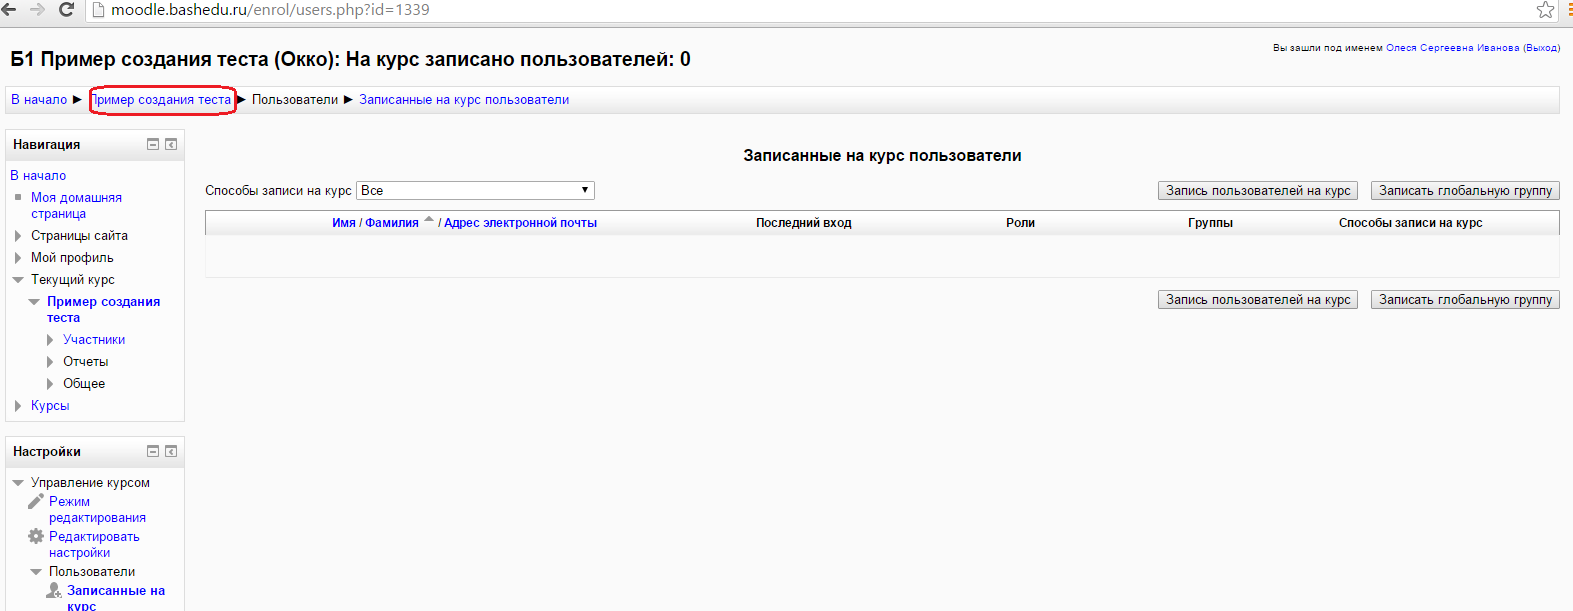 moodle.bashedu.ru/enrol/users.php?id=1339
Вы зашли под именем Олеся Сергеевна Иванова (Выход)
Б1 Пример создания теста (Окко): На курс записано пользователей: 0
В начало ► Пример создания теста ► Пользователи ► Записанные на курс пользователи
Навигация
В начало
Моя домашняя
страница
Страницы сайта
Мой профиль
Текущий курс
Пример создания
теста
Участники
Отчеты
Общее
Курсы
Настройки
Управление курсом
Режим
редактирования
Редактировать
настройки
Пользователи
Записанные на
курс
Записанные на курс пользователи
Способы записи на курс Все
Запись пользователей на курс Записать глобальную группу
Имя / Фамилия / Адрес электронной почты Последний вход Роли Группы Способы записи на курс
Запись пользователей на курс Записать глобальную группу